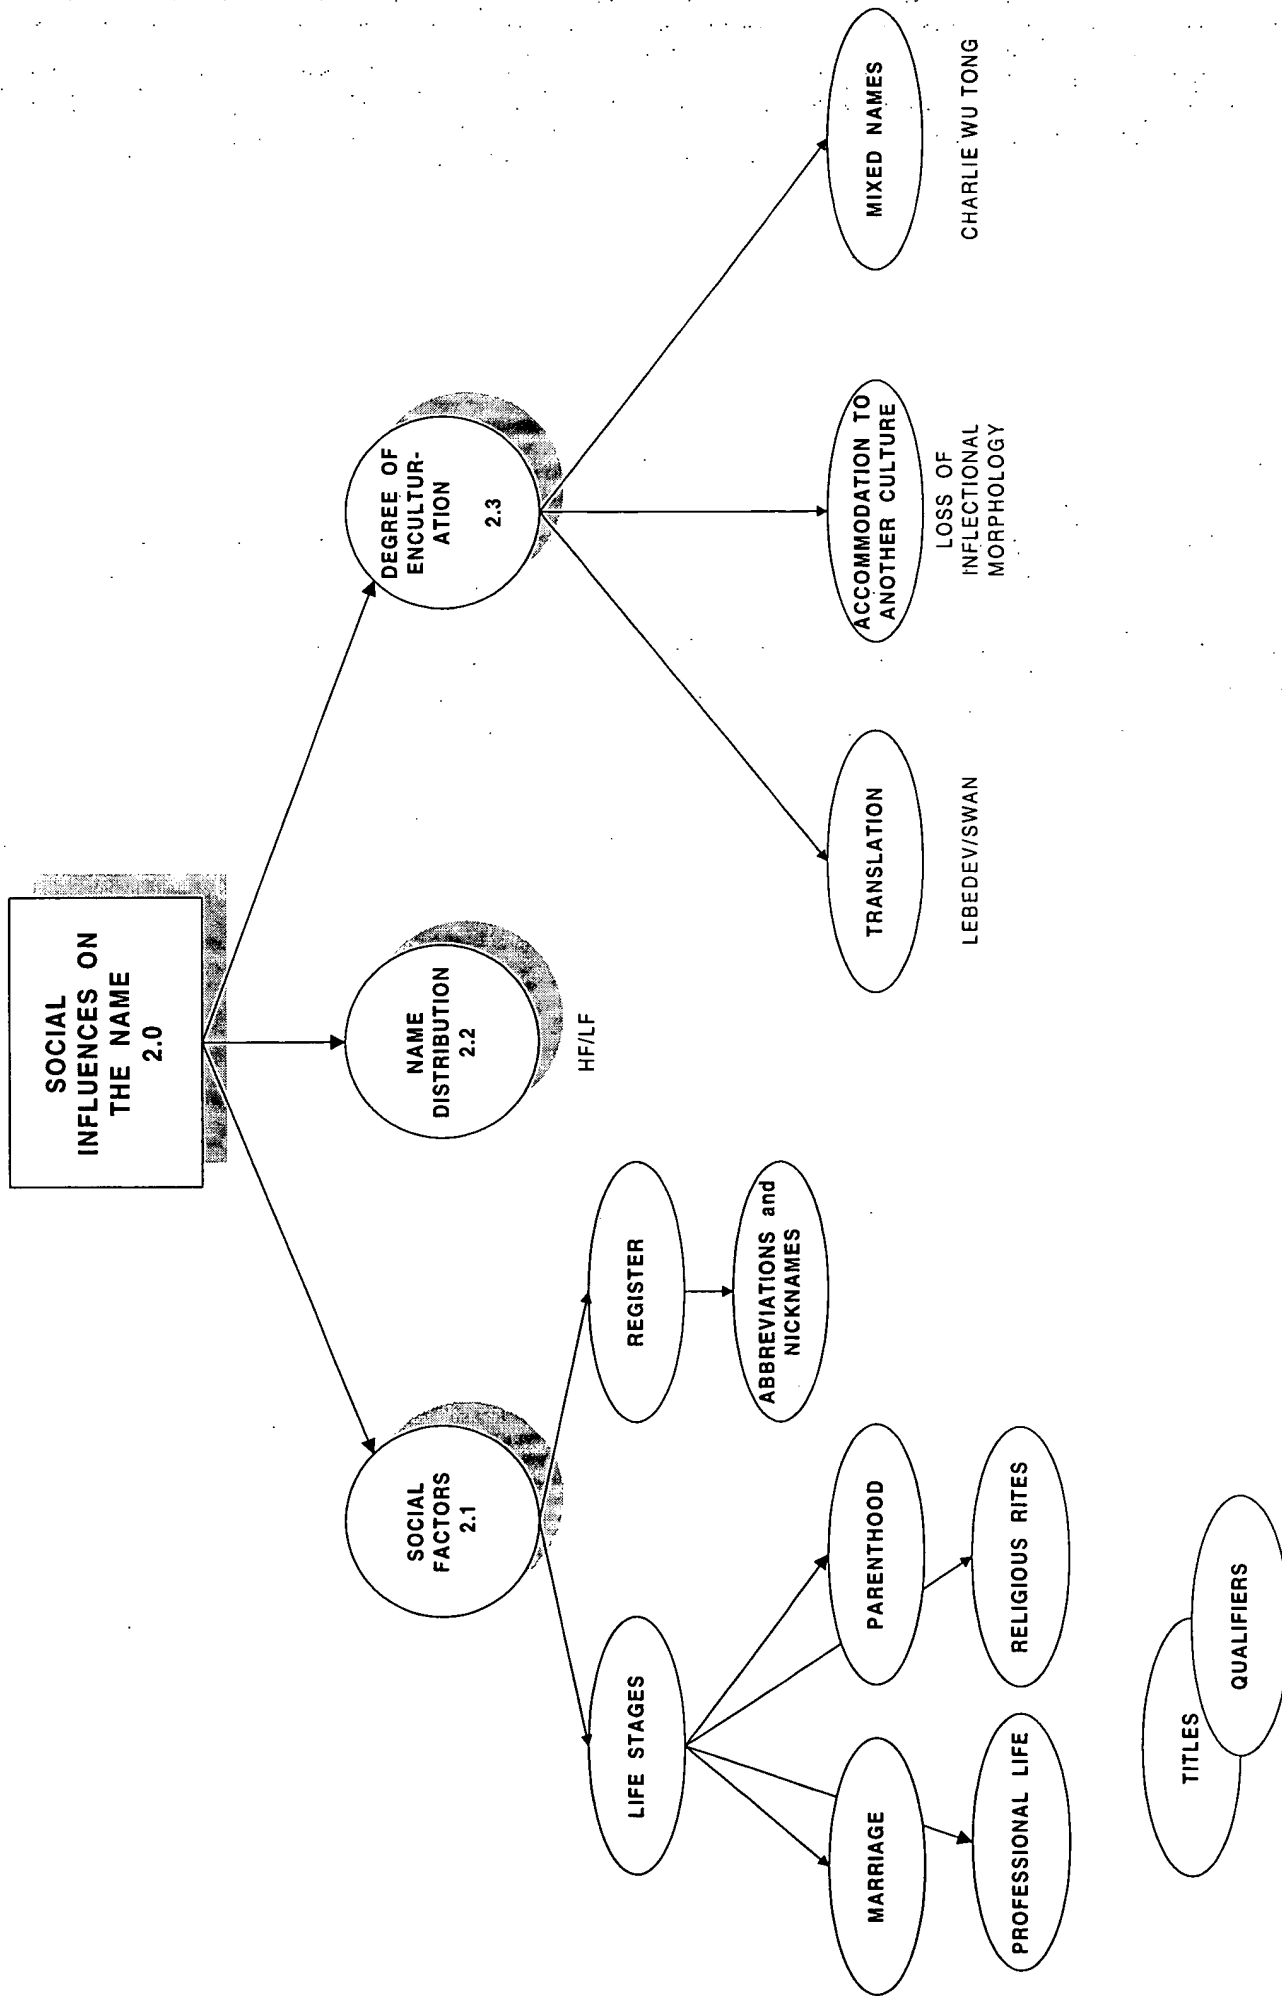 SOCIAL
INFLUENCES ON
THE NAME
2.0
SOCIAL
FACTORS
2.1
NAME
DISTRIBUTION
2.2
HF/LF
DEGREE OF
ENCULTUR-
ATION
2.3
LIFE STAGES
REGISTER
ABBREVIATIONS and
NICKNAMES
MARRIAGE
PARENTHOOD
PROFESSIONAL LIFE
RELIGIOUS RITES
TITLES
QUALIFIERS
TRANSLATION
LEBEDEV/SWAN
ACCOMMODATION TO
ANOTHER CULTURE
LOSS OF
INFLECTIONAL
MORPHOLOGY
MIXED NAMES
CHARLIE WU TONG